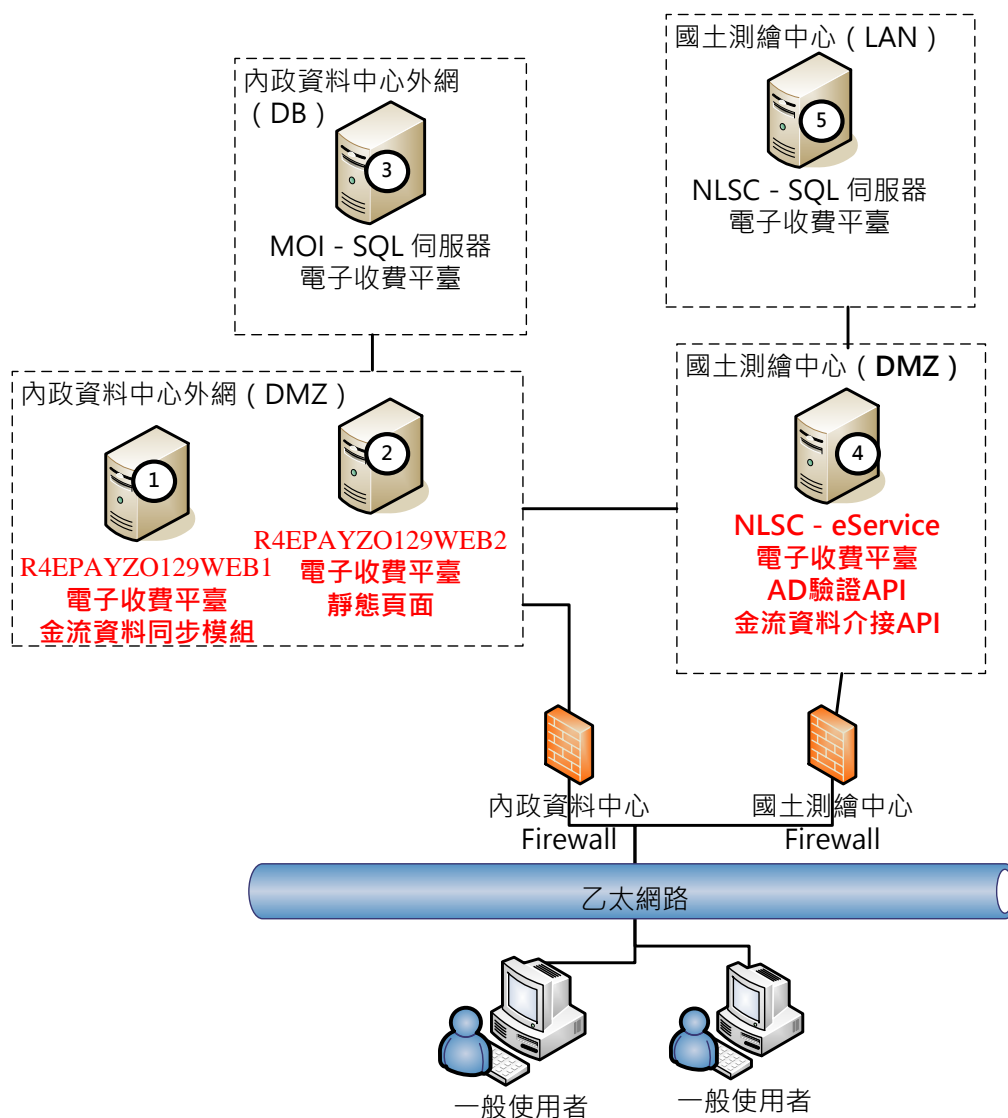 國土測繪中心（LAN）
5
NLSC - SQL 伺服器
電子收費平臺
內政資料中心外網
（DB）
3
MOI - SQL 伺服器
電子收費平臺
內政資料中心外網（DMZ）
1
R4EPAYZO129WEB1
電子收費平臺
金流資料同步模組
2
R4EPAYZO129WEB2
電子收費平臺
靜態頁面
國土測繪中心（DMZ）
4
NLSC - eService
電子收費平臺
AD驗證API
金流資料介接API
內政資料中心
Firewall
國土測繪中心
Firewall
乙太網路
一般使用者
一般使用者